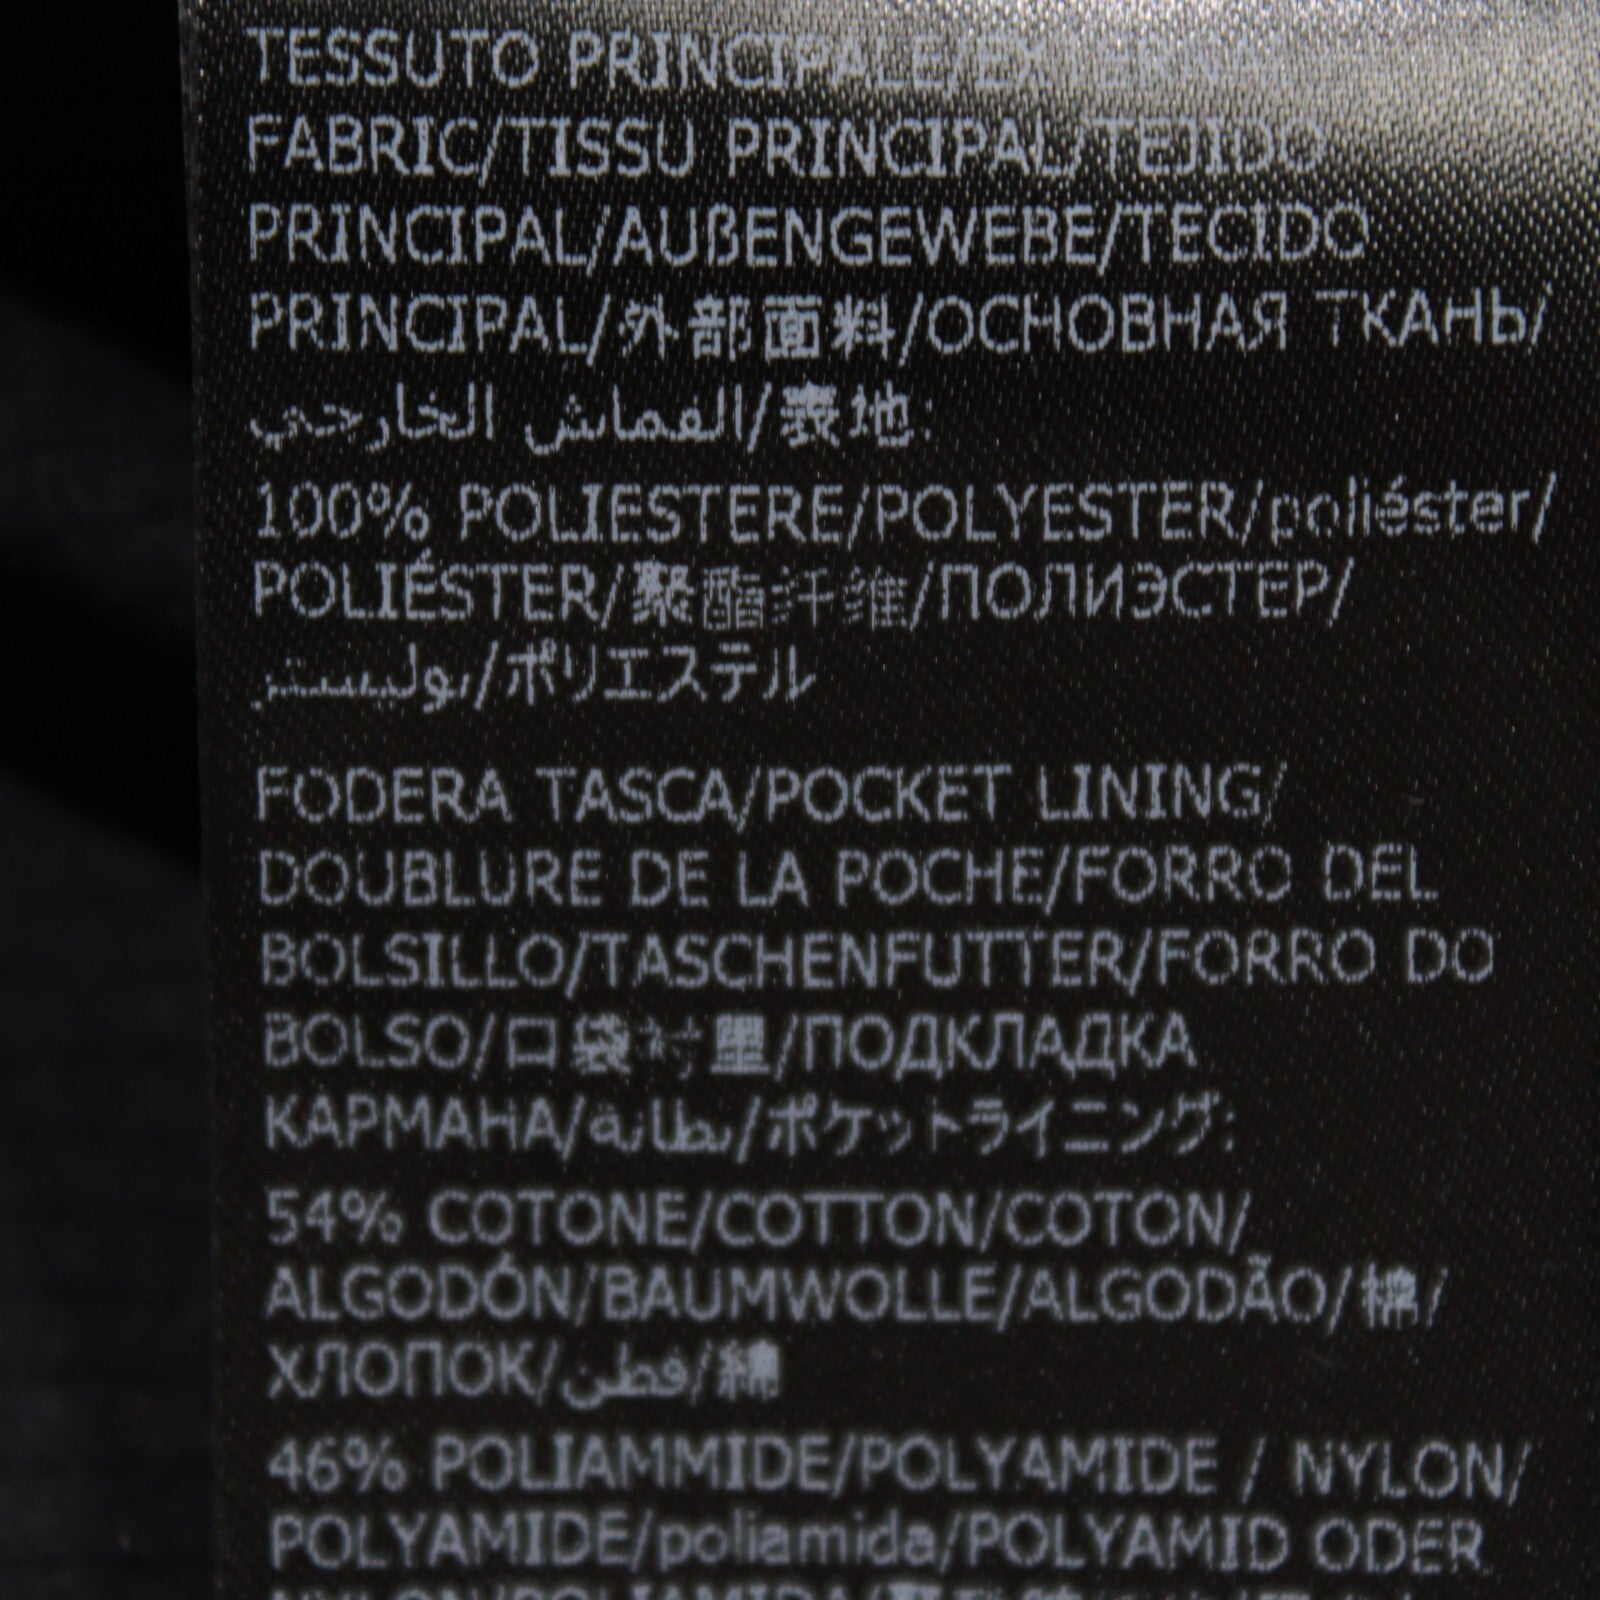 TESSUTO PRINCIPALE/EXTERNAL
FABRIC/TISSU PRINCIPAL/TEJIDO
PRINCIPAL/AUßENGEWEBE/TECIDO
PRINCIPAL/外部面料/ОСНОВНАЯ ТКАНЬ/
القماش الخارجي/表地:
100% POLIESTERE/POLYESTER/poliéster/
POLIÉSTER/聚酯纤维/ПОЛИЭСТЕР/
بوليستر/ポリエステル
FODERA TASCA/POCKET LINING/
DOUBLURE DE LA POCHE/FORRO DEL
BOLSILLO/TASCHENFUTTER/FORRO DO
BOLSO/口袋衬里/ПОДКЛАДКА
КАРМАНА/بطانة/ポケットライニング:
54% COTONE/COTTON/COTON/
ALGODÓN/BAUMWOLLE/ALGODÃO/棉/
ХЛОПОК/قطن/綿
46% POLIAMMIDE/POLYAMIDE / NYLON/
POLYAMIDE/poliamida/POLYAMID ODER
NYLON/POLIAMIDA/